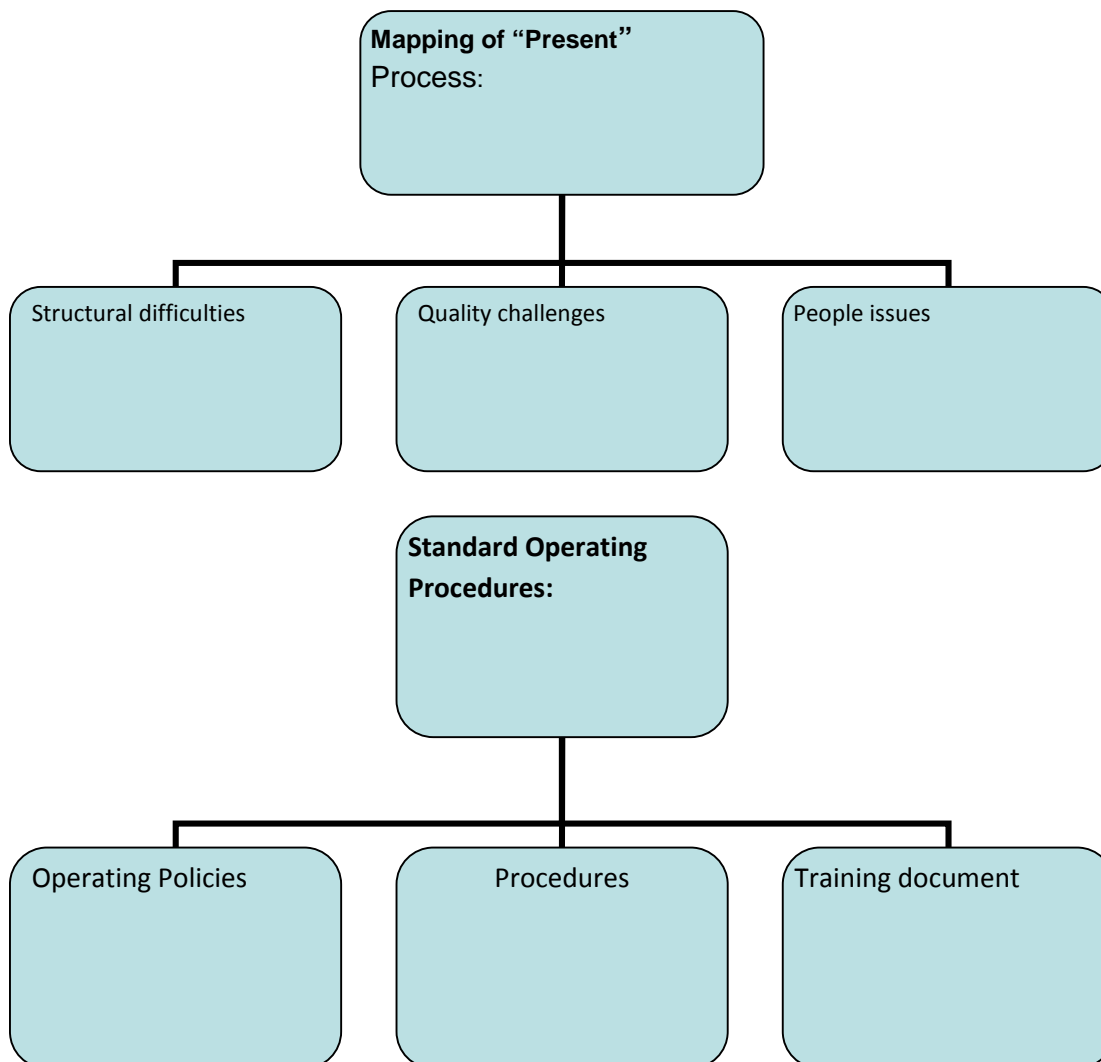 Mapping of “Present”
Process:
Structural difficulties
Quality challenges
People issues
Standard Operating
Procedures:
Operating Policies
Procedures
Training document